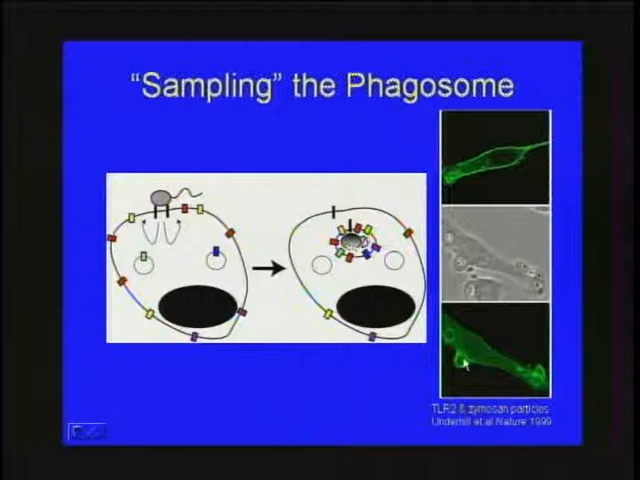 “Sampling” the Phagosome
TLR2 & zymosan particles
Underhill et al Nature 1999